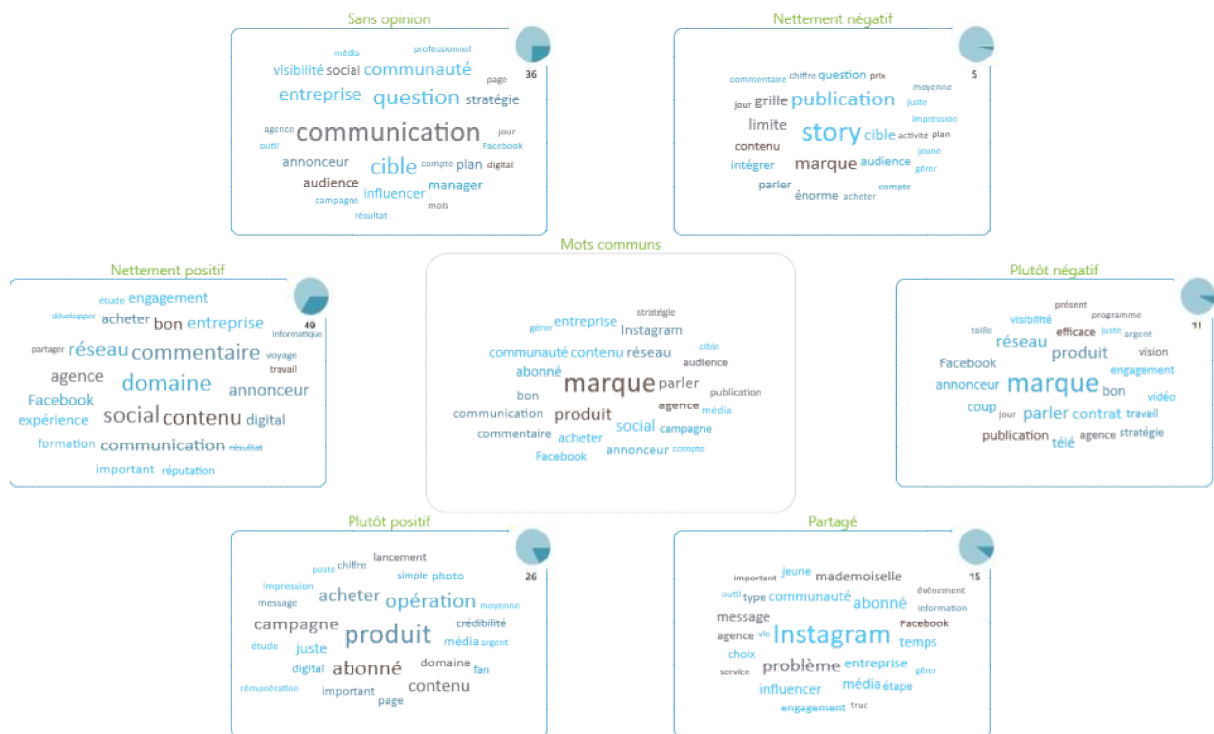 Sans opinion
média professionnel
visibilité social communauté
page
entreprise question stratégie
agence communication jour
outil Facebook
annonceur cible compte plan digital
audience influencer manager
campagne mois
résultat
36
Nettement négatif
commentaire chiffre question prix
moyenne
jour grille publication juste
limite impression
story cible activité plan
contenu jeune
intégrer marque audience gérer
parler énorme acheter compte
5
Nettement positif
étude engagement
développer acheter bon entreprise
informatique
partager réseau commentaire voyage
travail
agence domaine annonceur
Facebook
expérience social contenu digital
formation communication résultat
important réputation
49
Mots communs
stratégie
gérer entreprise Instagram
cible
communauté contenu réseau
audience
abonné marque parler
bon publication
communication produit agence média
social campagne
commentaire acheter
annonceur compte
Facebook
Plutôt négatif
présent
visibilité programme
taille efficace juste argent
réseau produit vision
Facebook engagement
annonceur marque bon vidéo
coup jour parler contrat travail
publication télé agence stratégie
11
Plutôt positif
lancement
poste chiffre
simple photo
impression acheter opération moyenne
message
campagne crédibilité
produit média argent
étude juste
digital abonné domaine fan
rémunération important contenu
page
26
Partagé
jeune mademoiselle
important événement
outil type communauté abonné information
message Facebook
agence vie Instagram temps
choix
service problème entreprise gérer
influencer média étape
engagement truc
15